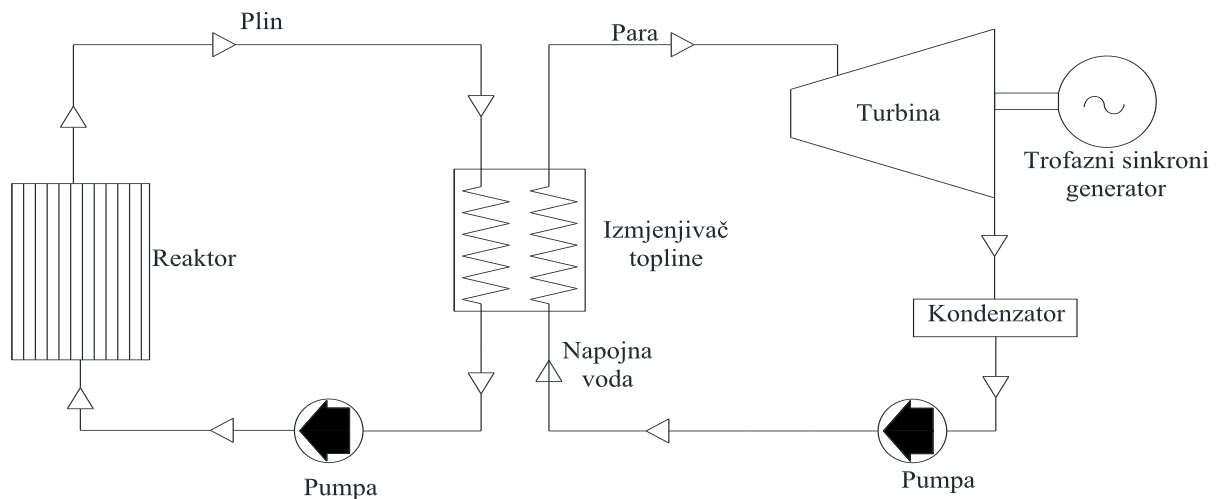 Plin
Para
Turbina
Trofazni sinkroni
generator
Reaktor
Izmjenjivač
topline
Kondenzator
Napojna
voda
Pumpa
Pumpa